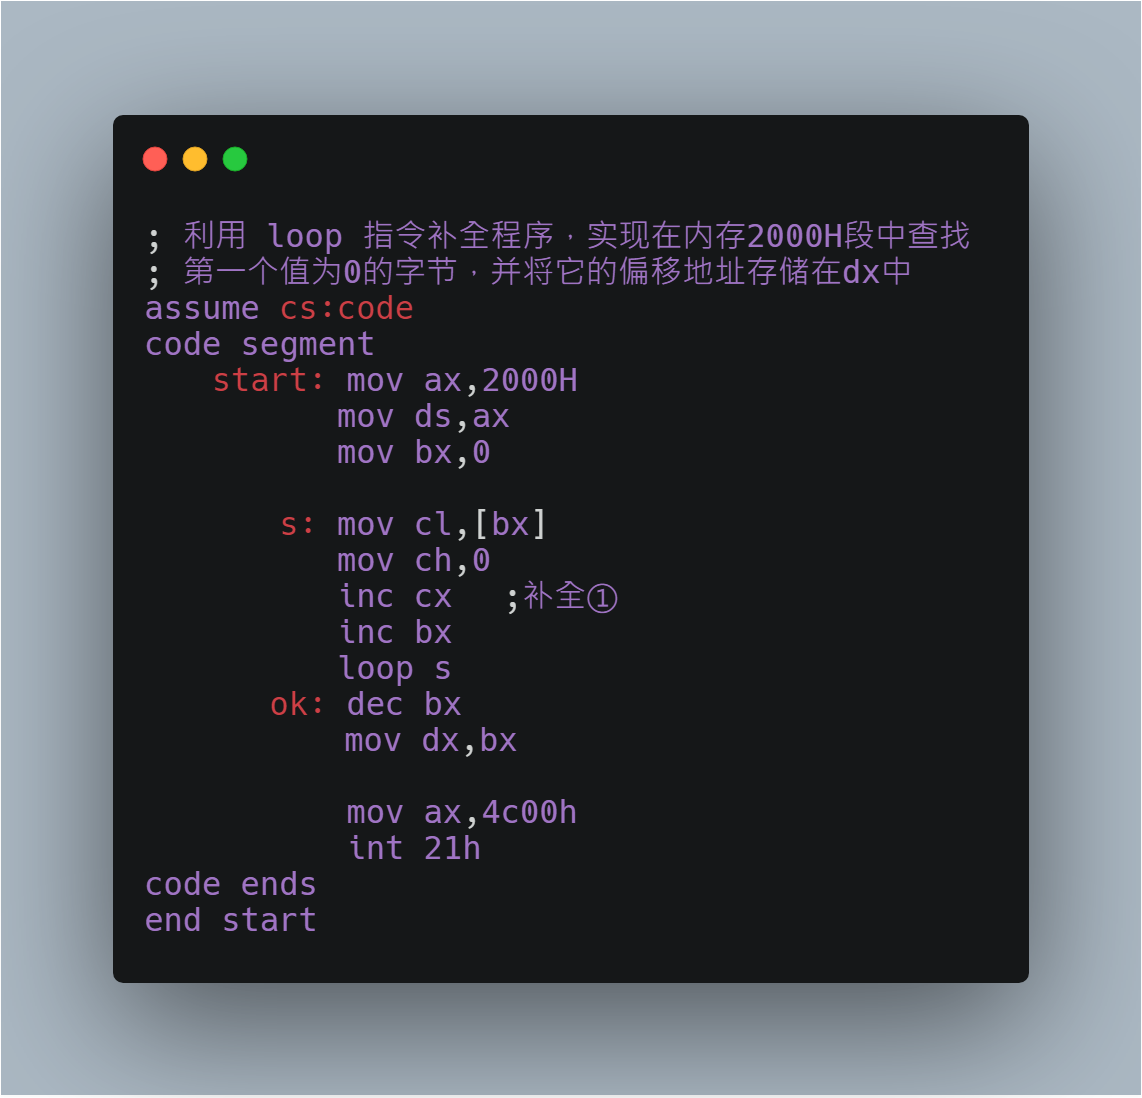 ; 利用 loop 指令补全程序，实现在内存2000H段中查找
; 第一个值为0的字节，并将它的偏移地址存储在dx中
assume cs:code
code segment
start: mov ax,2000H
mov ds,ax
mov bx,0
s: mov cl,[bx]
mov ch,0
inc cx ;补全①
inc bx
loop s
ok: dec bx
mov dx,bx
mov ax,4c00h
int 21h
code ends
end start